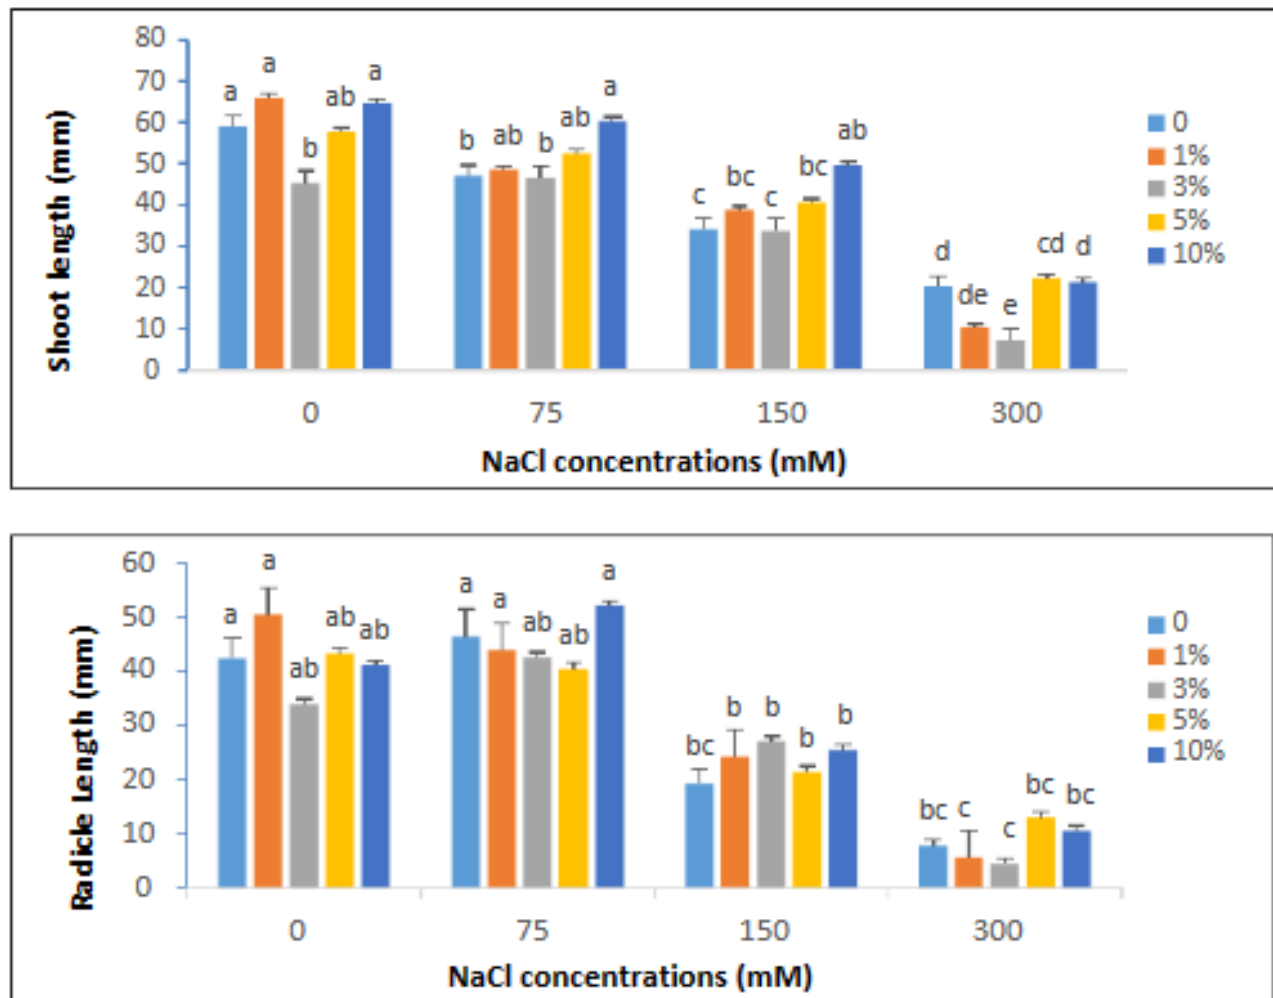 Shoot length (mm)
80
70
60
50
40
30
20
10
0
a
a
b
ab
a
b
ab
b
ab
a
c
bc
c
bc
ab
d
de
e
cd
d
0
75
150
300
NaCl concentrations (mM)
0
1%
3%
5%
10%
Radicle Length (mm)
60
50
40
30
20
10
0
a
a
ab
ab
ab
a
a
ab
ab
a
bc
b
b
b
b
bc
c
c
bc
bc
0
75
150
300
NaCl concentrations (mM)
0
1%
3%
5%
10%